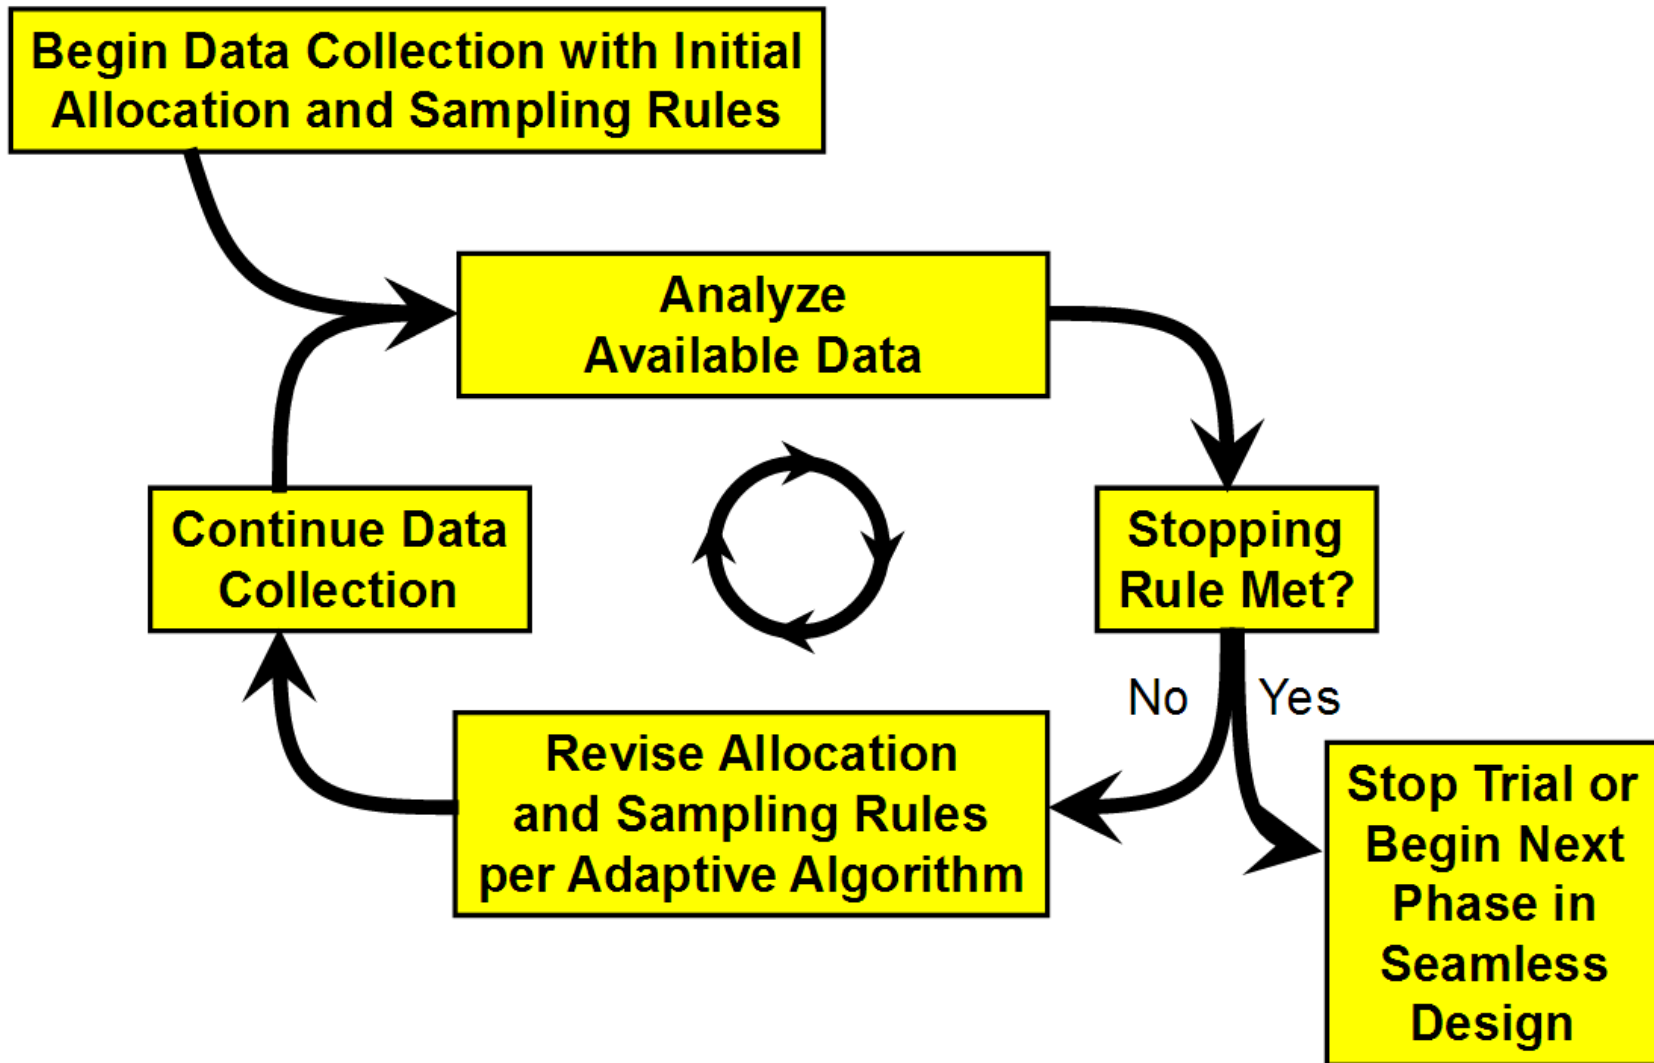 Begin Data Collection with Initial
Allocation and Sampling Rules
Analyze
Available Data
Stopping
Rule Met?
No
Yes
Stop Trial or
Begin Next
Phase in
Seamless
Design
Revise Allocation
and Sampling Rules
per Adaptive Algorithm
Continue Data
Collection